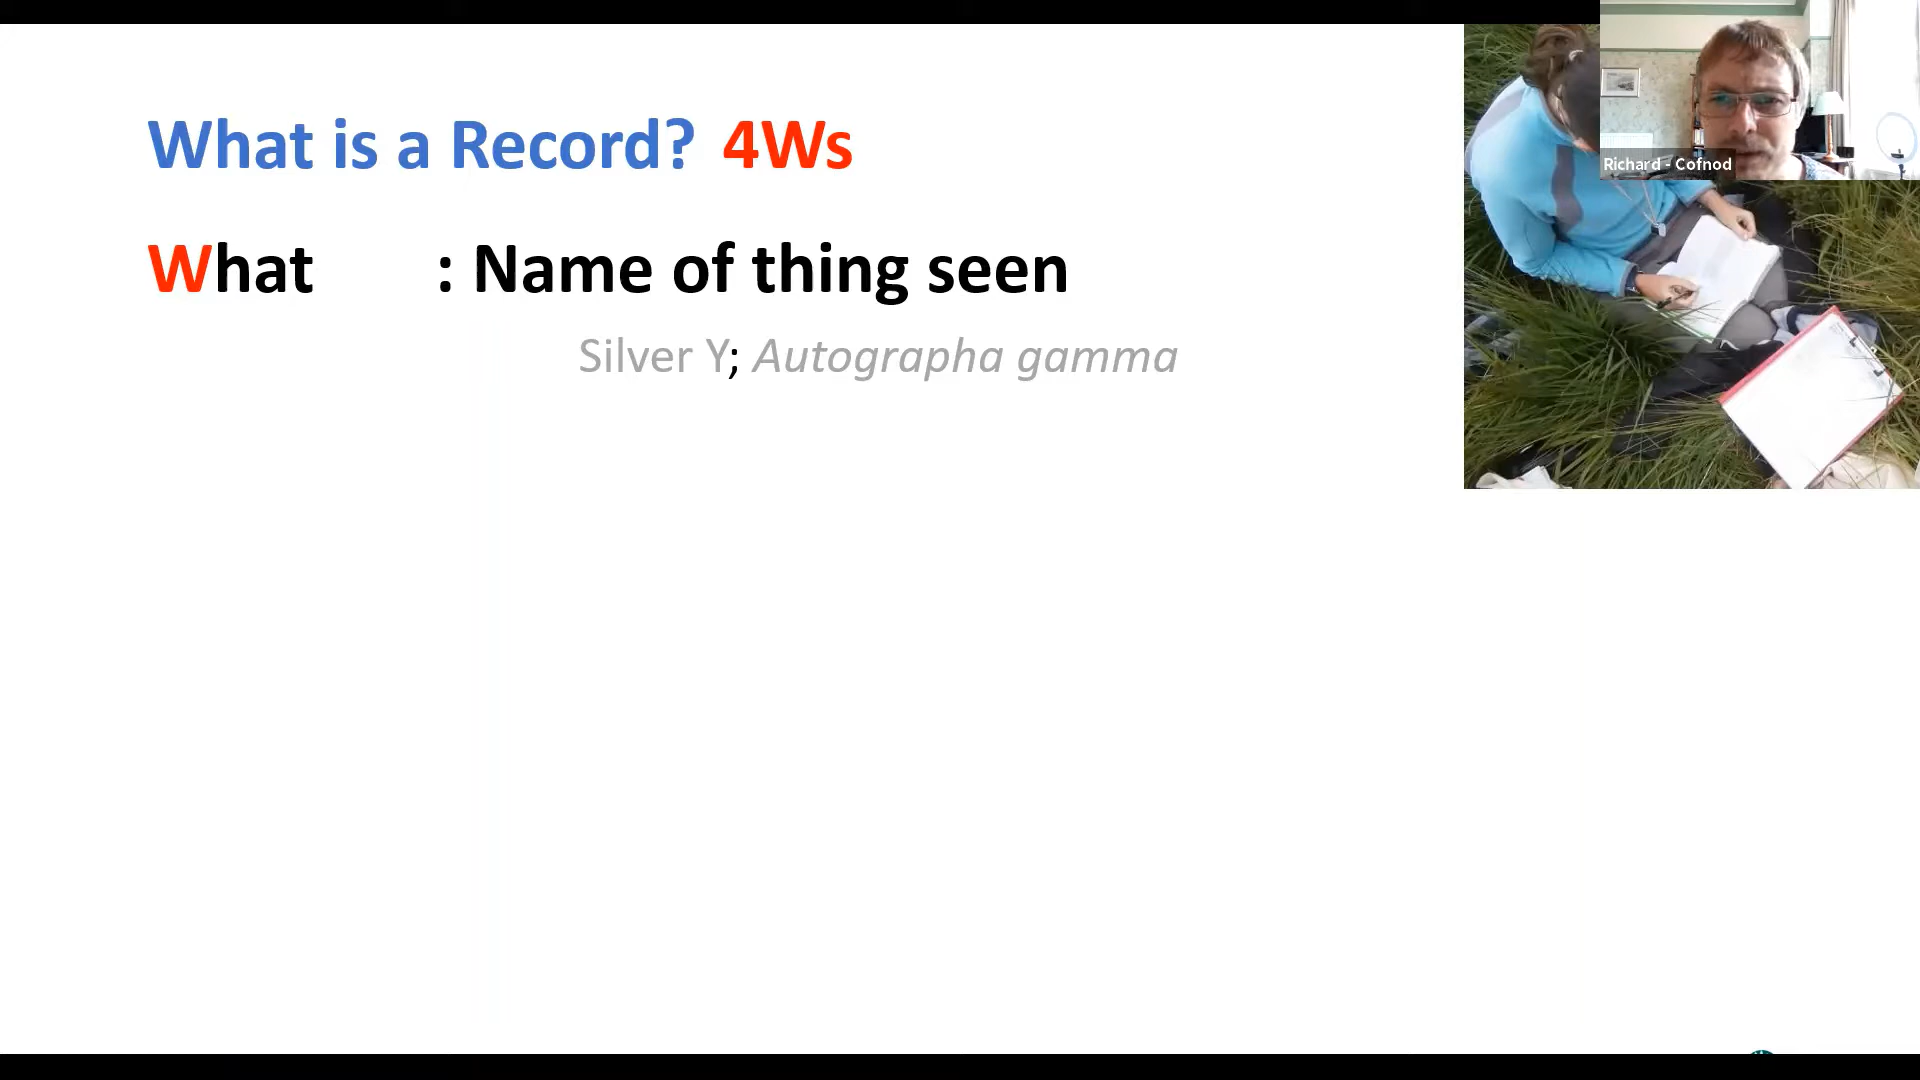 What is a Record? 4Ws
What : Name of thing seen
Silver Y; Autographa gamma
Richard - Cofnod